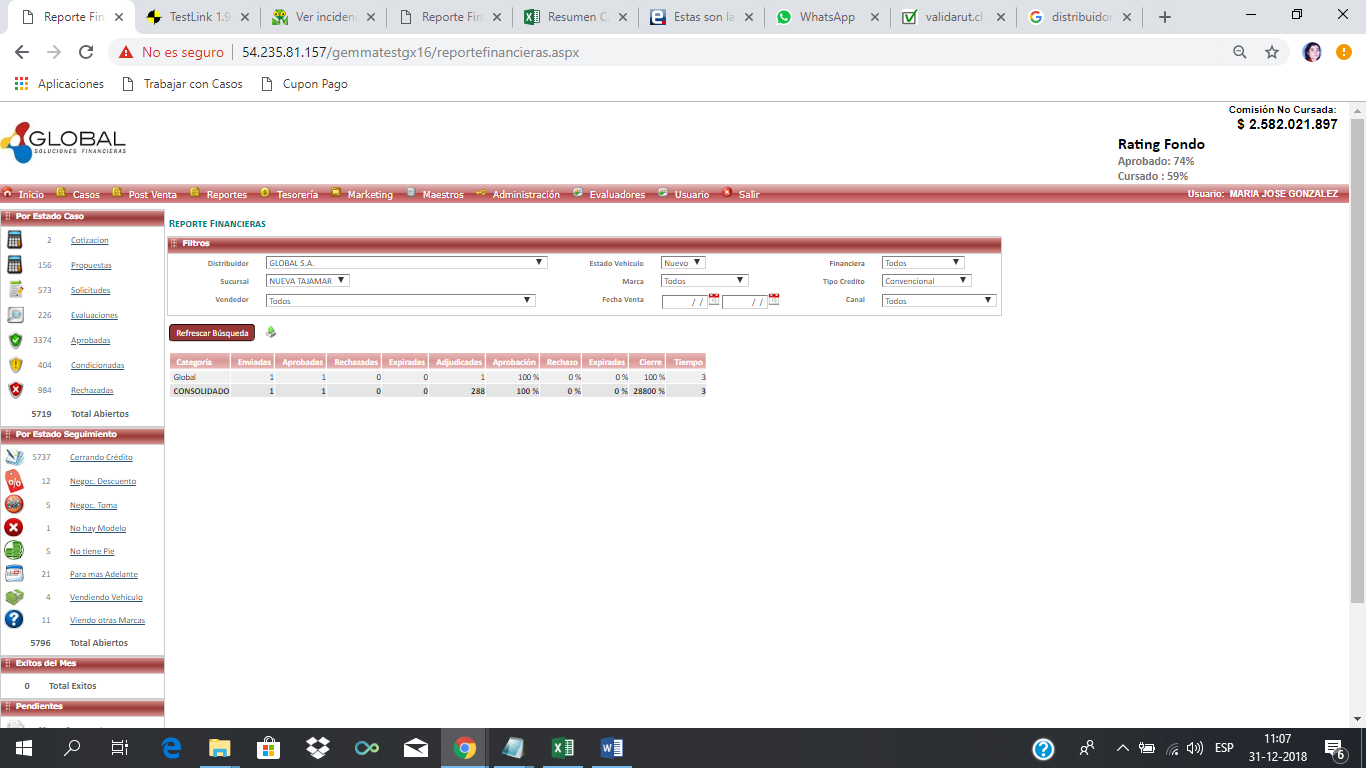 Reporte Fin
TestLink 1.9
Ver inciden
Reporte Fin
Resumen C
Estas son la
WhatsApp
validarut.cl
distribuidor
No es seguro
54.235.81.157/gemmatestgx16/reportefinancieras.aspx
Aplicaciones
Trabajar con Casos
Cupon Pago
GLOBAL
SOLUCIONES FINANCIERAS
Comisión No Cursada:
$ 2.582.021.897
Rating Fondo
Aprobado: 74%
Cursado : 59%
Inicio Casos Post Venta Reportes Tesorería Marketing Maestros Administración Evaluadores Usuario Salir Usuario: MARIA JOSE GONZALEZ
Por Estado Caso
2 Cotizacion
156 Propuestas
573 Solicitudes
226 Evaluaciones
3374 Aprobadas
404 Condicionadas
984 Rechazadas
5719 Total Abiertos
Por Estado Seguimiento
5737 Cerrando Crédito
12 Negoc. Descuento
5 Negoc. Toma
1 No hay Modelo
5 No tiene Pie
21 Para mas Adelante
4 Vendiendo Vehículo
11 Viendo otras Marcas
5796 Total Abiertos
Exitos del Mes
0 Total Exitos
Pendientes
REPORTE FINANCIERAS
Filtros
Distribuidor GLOBAL S.A. Estado Vehículo Nuevo Financiera Todos
Sucursal NUEVA TAJAMAR Marca Todos Tipo Credito Convencional
Vendedor Todos Fecha Venta / / / / Canal Todos
Refrescar Búsqueda
Categoría Enviadas Aprobadas Rechazadas Expiradas Adjudicadas Aprobación Rechazo Expiradas Cierre Tiempo
Global 1 1 0 0 1 100 % 0 % 0 % 100 % 3
CONSOLIDADO 1 1 0 0 288 100 % 0 % 0 % 28800 % 3
ESP
11:07
31-12-2018
6